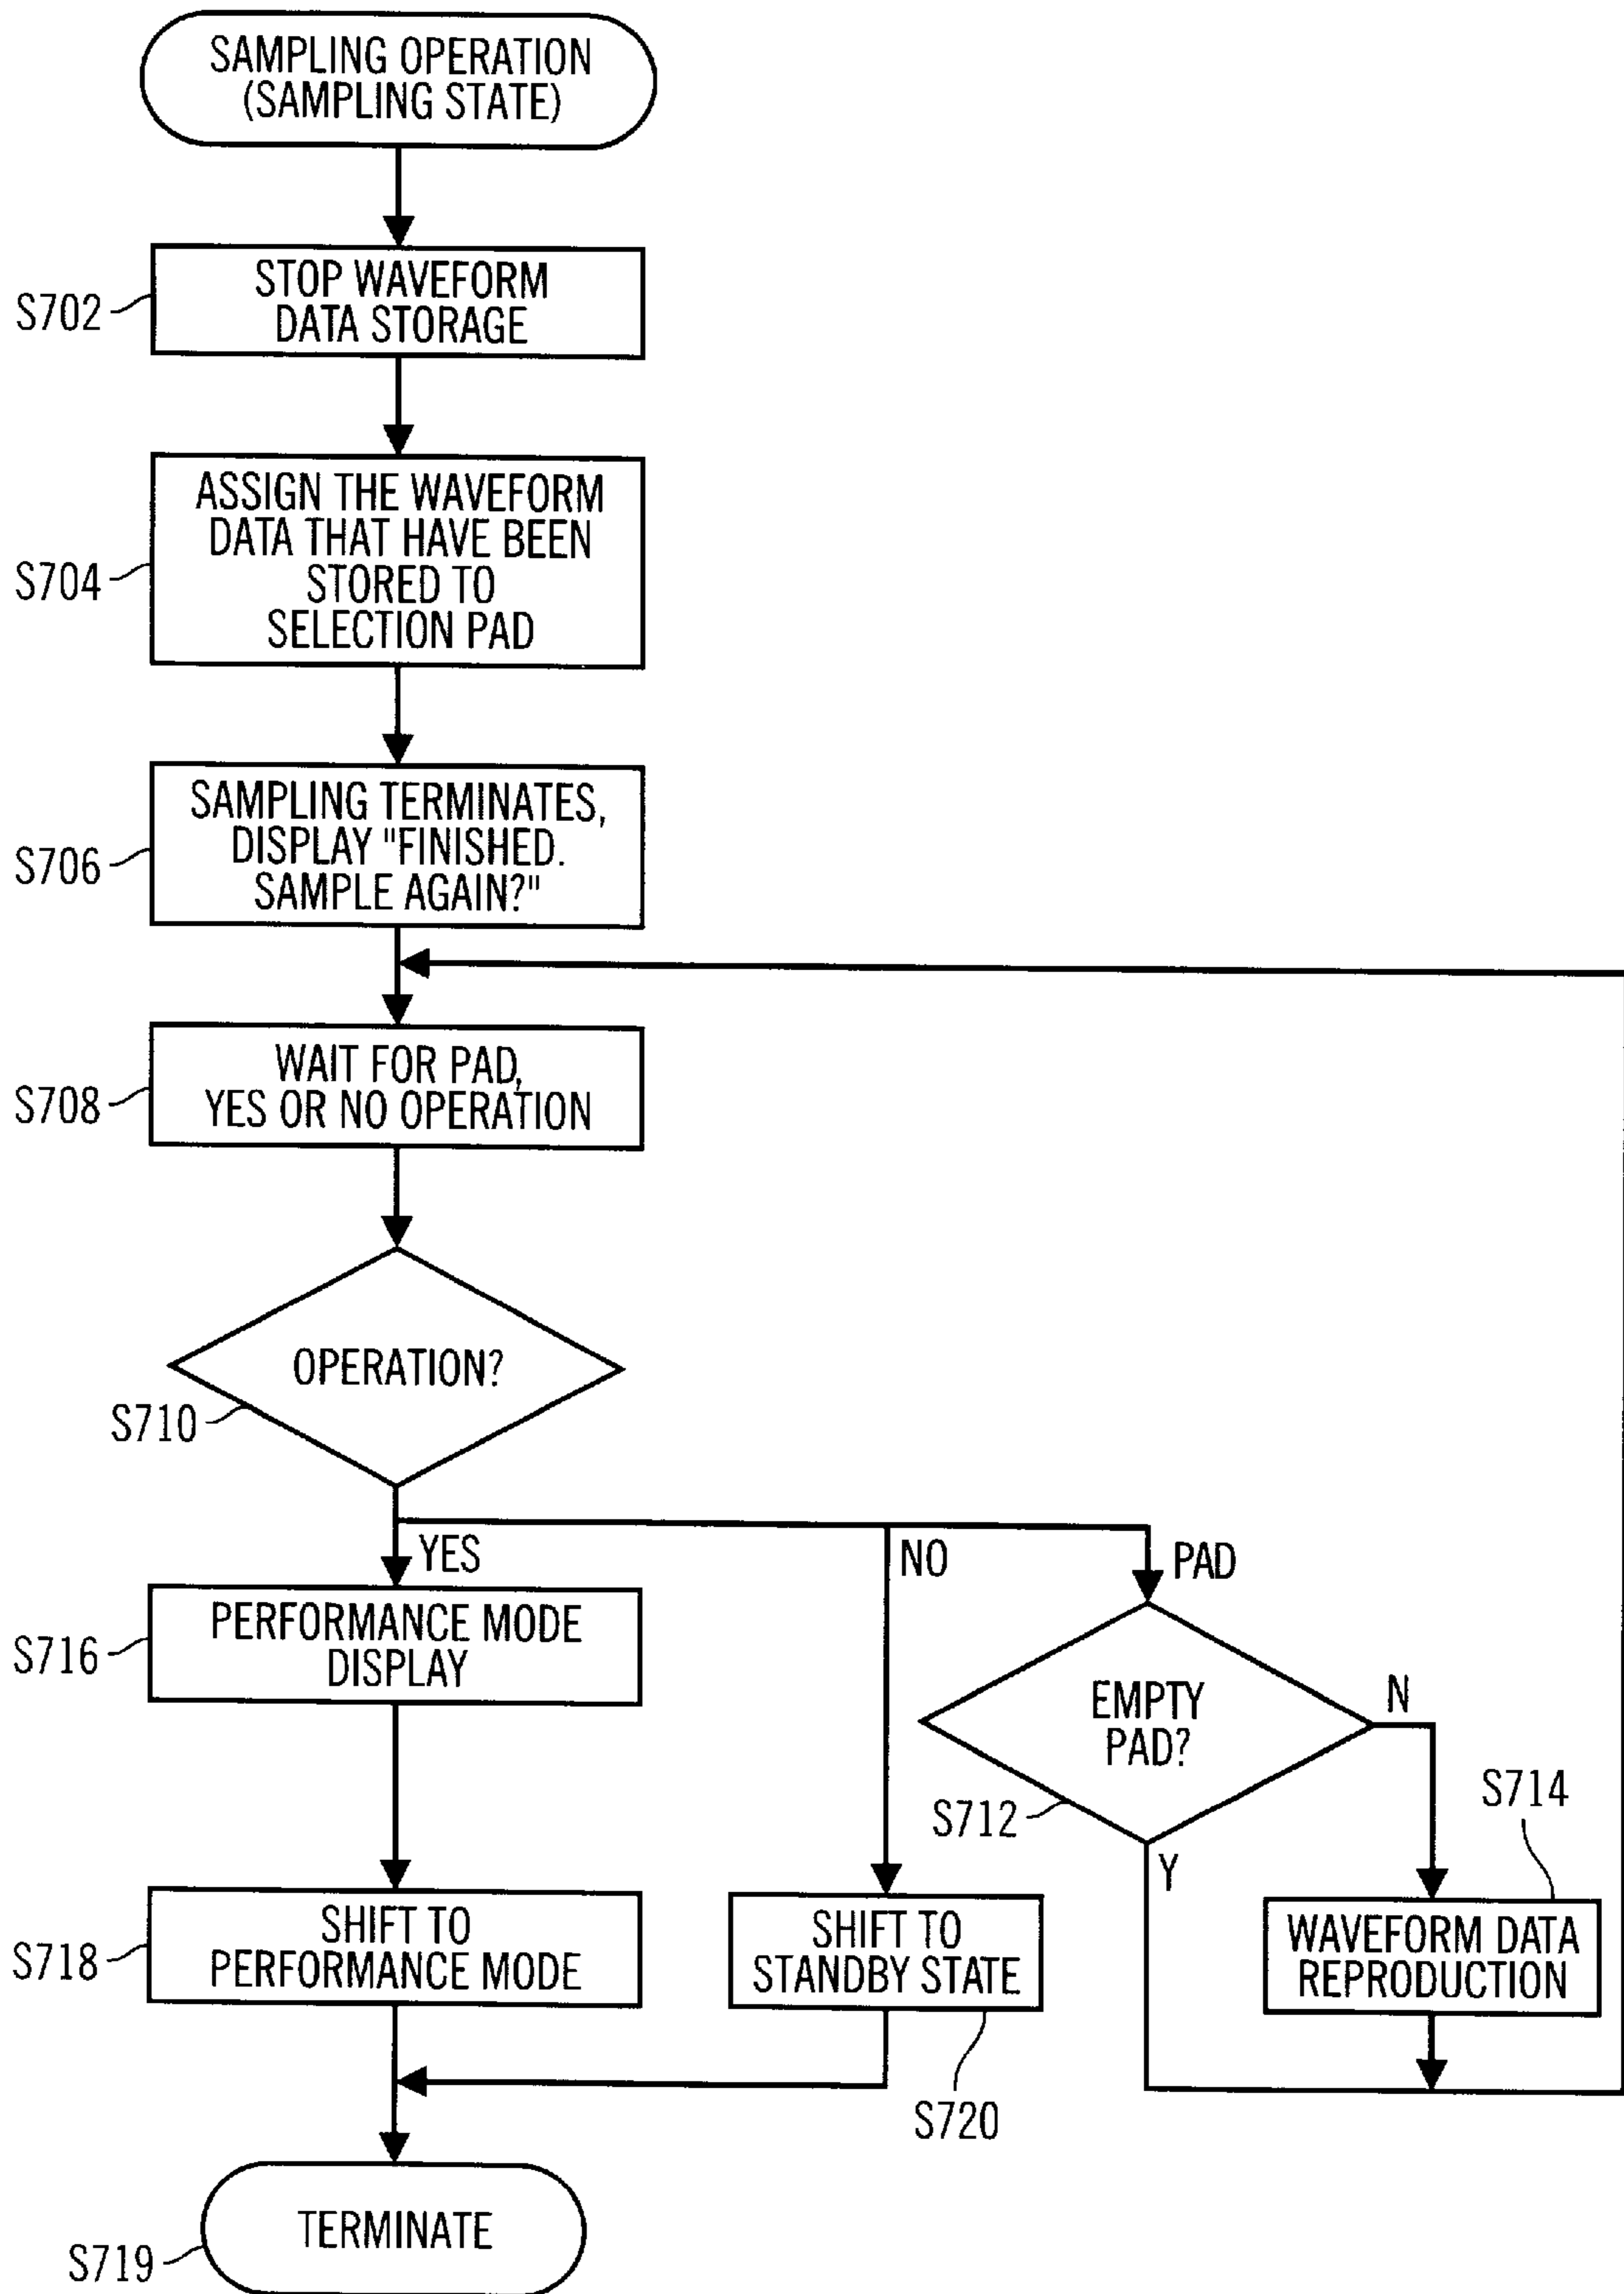 SAMPLING OPERATION
(SAMPLING STATE)
STOP WAVEFORM
DATA STORAGE
S702
ASSIGN THE WAVEFORM
DATA THAT HAVE BEEN
STORED TO
SELECTION PAD
S704
SAMPLING TERMINATES,
DISPLAY "FINISHED.
SAMPLE AGAIN?"
S706
WAIT FOR PAD,
YES OR NO OPERATION
S708
OPERATION?
S710
YES
NO
PAD
PERFORMANCE MODE
DISPLAY
S716
EMPTY
PAD?
N
S712
Y
S714
SHIFT TO
PERFORMANCE MODE
S718
SHIFT TO
STANDBY STATE
S720
WAVEFORM DATA
REPRODUCTION
TERMINATE
S719